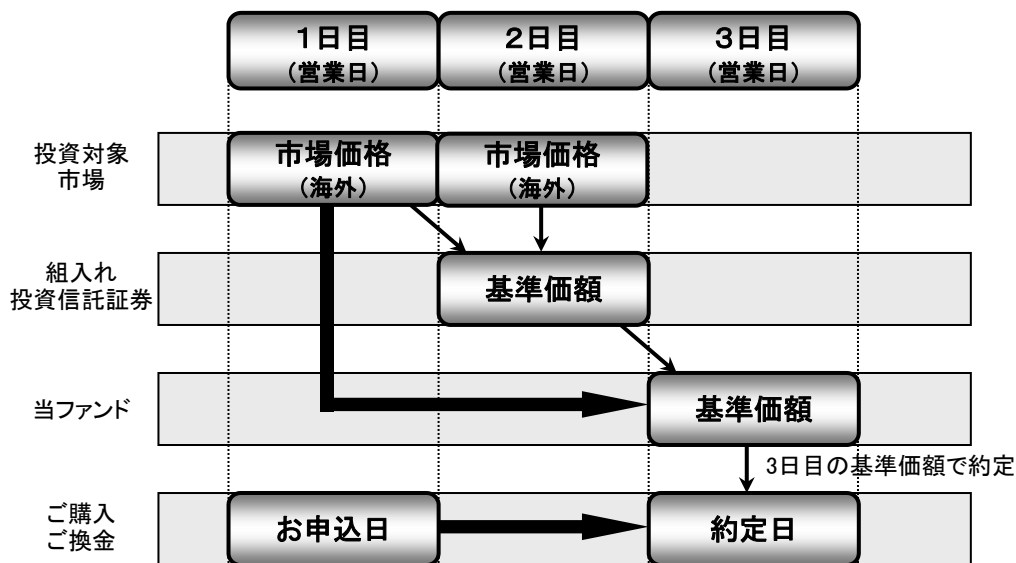 1日目
(営業日)
2日目
(営業日)
3日目
(営業日)
投資対象
市場
市場価格
(海外)
市場価格
(海外)
組入れ
投資信託証券
基準価額
当ファンド
基準価額
3日目の基準価額で約定
ご購入
ご換金
お申込日
約定日